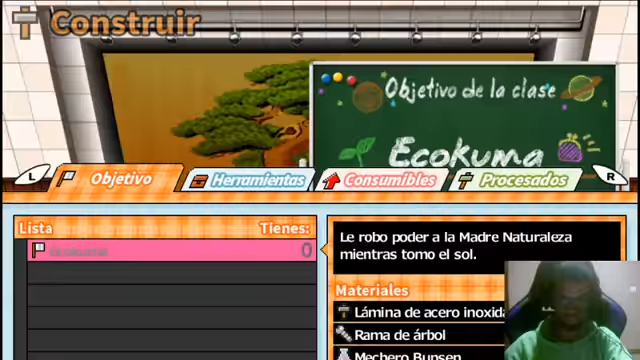 Construir
Objetivo de la clase
Ecokuma
L
Objetivo
Herramientas
Consumibles
Procesados
R
Lista
Tienes:
0
Le robo poder a la Madre Naturaleza
mientras tomo el sol.
Materiales
Lámina de acero inoxid
Rama de árbol
Mechero Bunsen